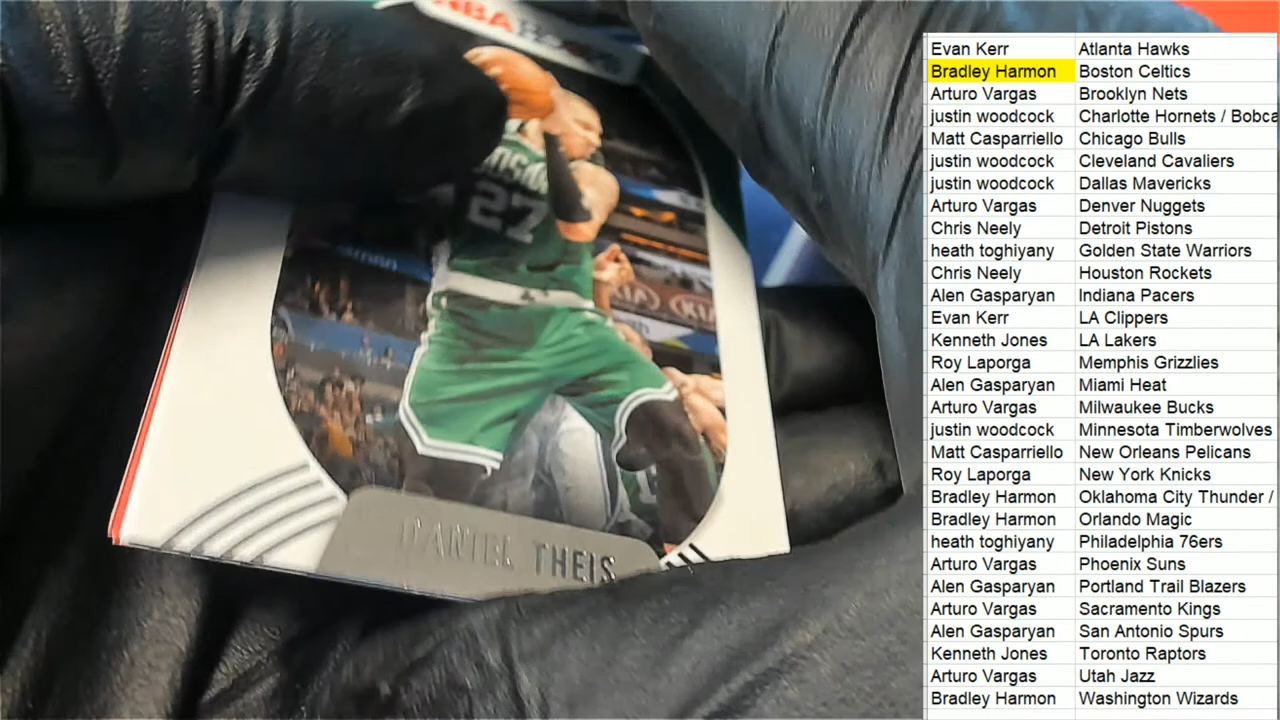 NBA
27
KIA
KIA
DANIEL THEIS
Evan Kerr Atlanta Hawks
Bradley Harmon Boston Celtics
Arturo Vargas Brooklyn Nets
justin woodcock Charlotte Hornets / Bobca
Matt Casparriello Chicago Bulls
justin woodcock Cleveland Cavaliers
justin woodcock Dallas Mavericks
Arturo Vargas Denver Nuggets
Chris Neely Detroit Pistons
heath toghiyany Golden State Warriors
Chris Neely Houston Rockets
Alen Gasparyan Indiana Pacers
Evan Kerr LA Clippers
Kenneth Jones LA Lakers
Roy Laporga Memphis Grizzlies
Alen Gasparyan Miami Heat
Arturo Vargas Milwaukee Bucks
justin woodcock Minnesota Timberwolves
Matt Casparriello New Orleans Pelicans
Roy Laporga New York Knicks
Bradley Harmon Oklahoma City Thunder /
Bradley Harmon Orlando Magic
heath toghiyany Philadelphia 76ers
Arturo Vargas Phoenix Suns
Alen Gasparyan Portland Trail Blazers
Arturo Vargas Sacramento Kings
Alen Gasparyan San Antonio Spurs
Kenneth Jones Toronto Raptors
Arturo Vargas Utah Jazz
Bradley Harmon Washington Wizards